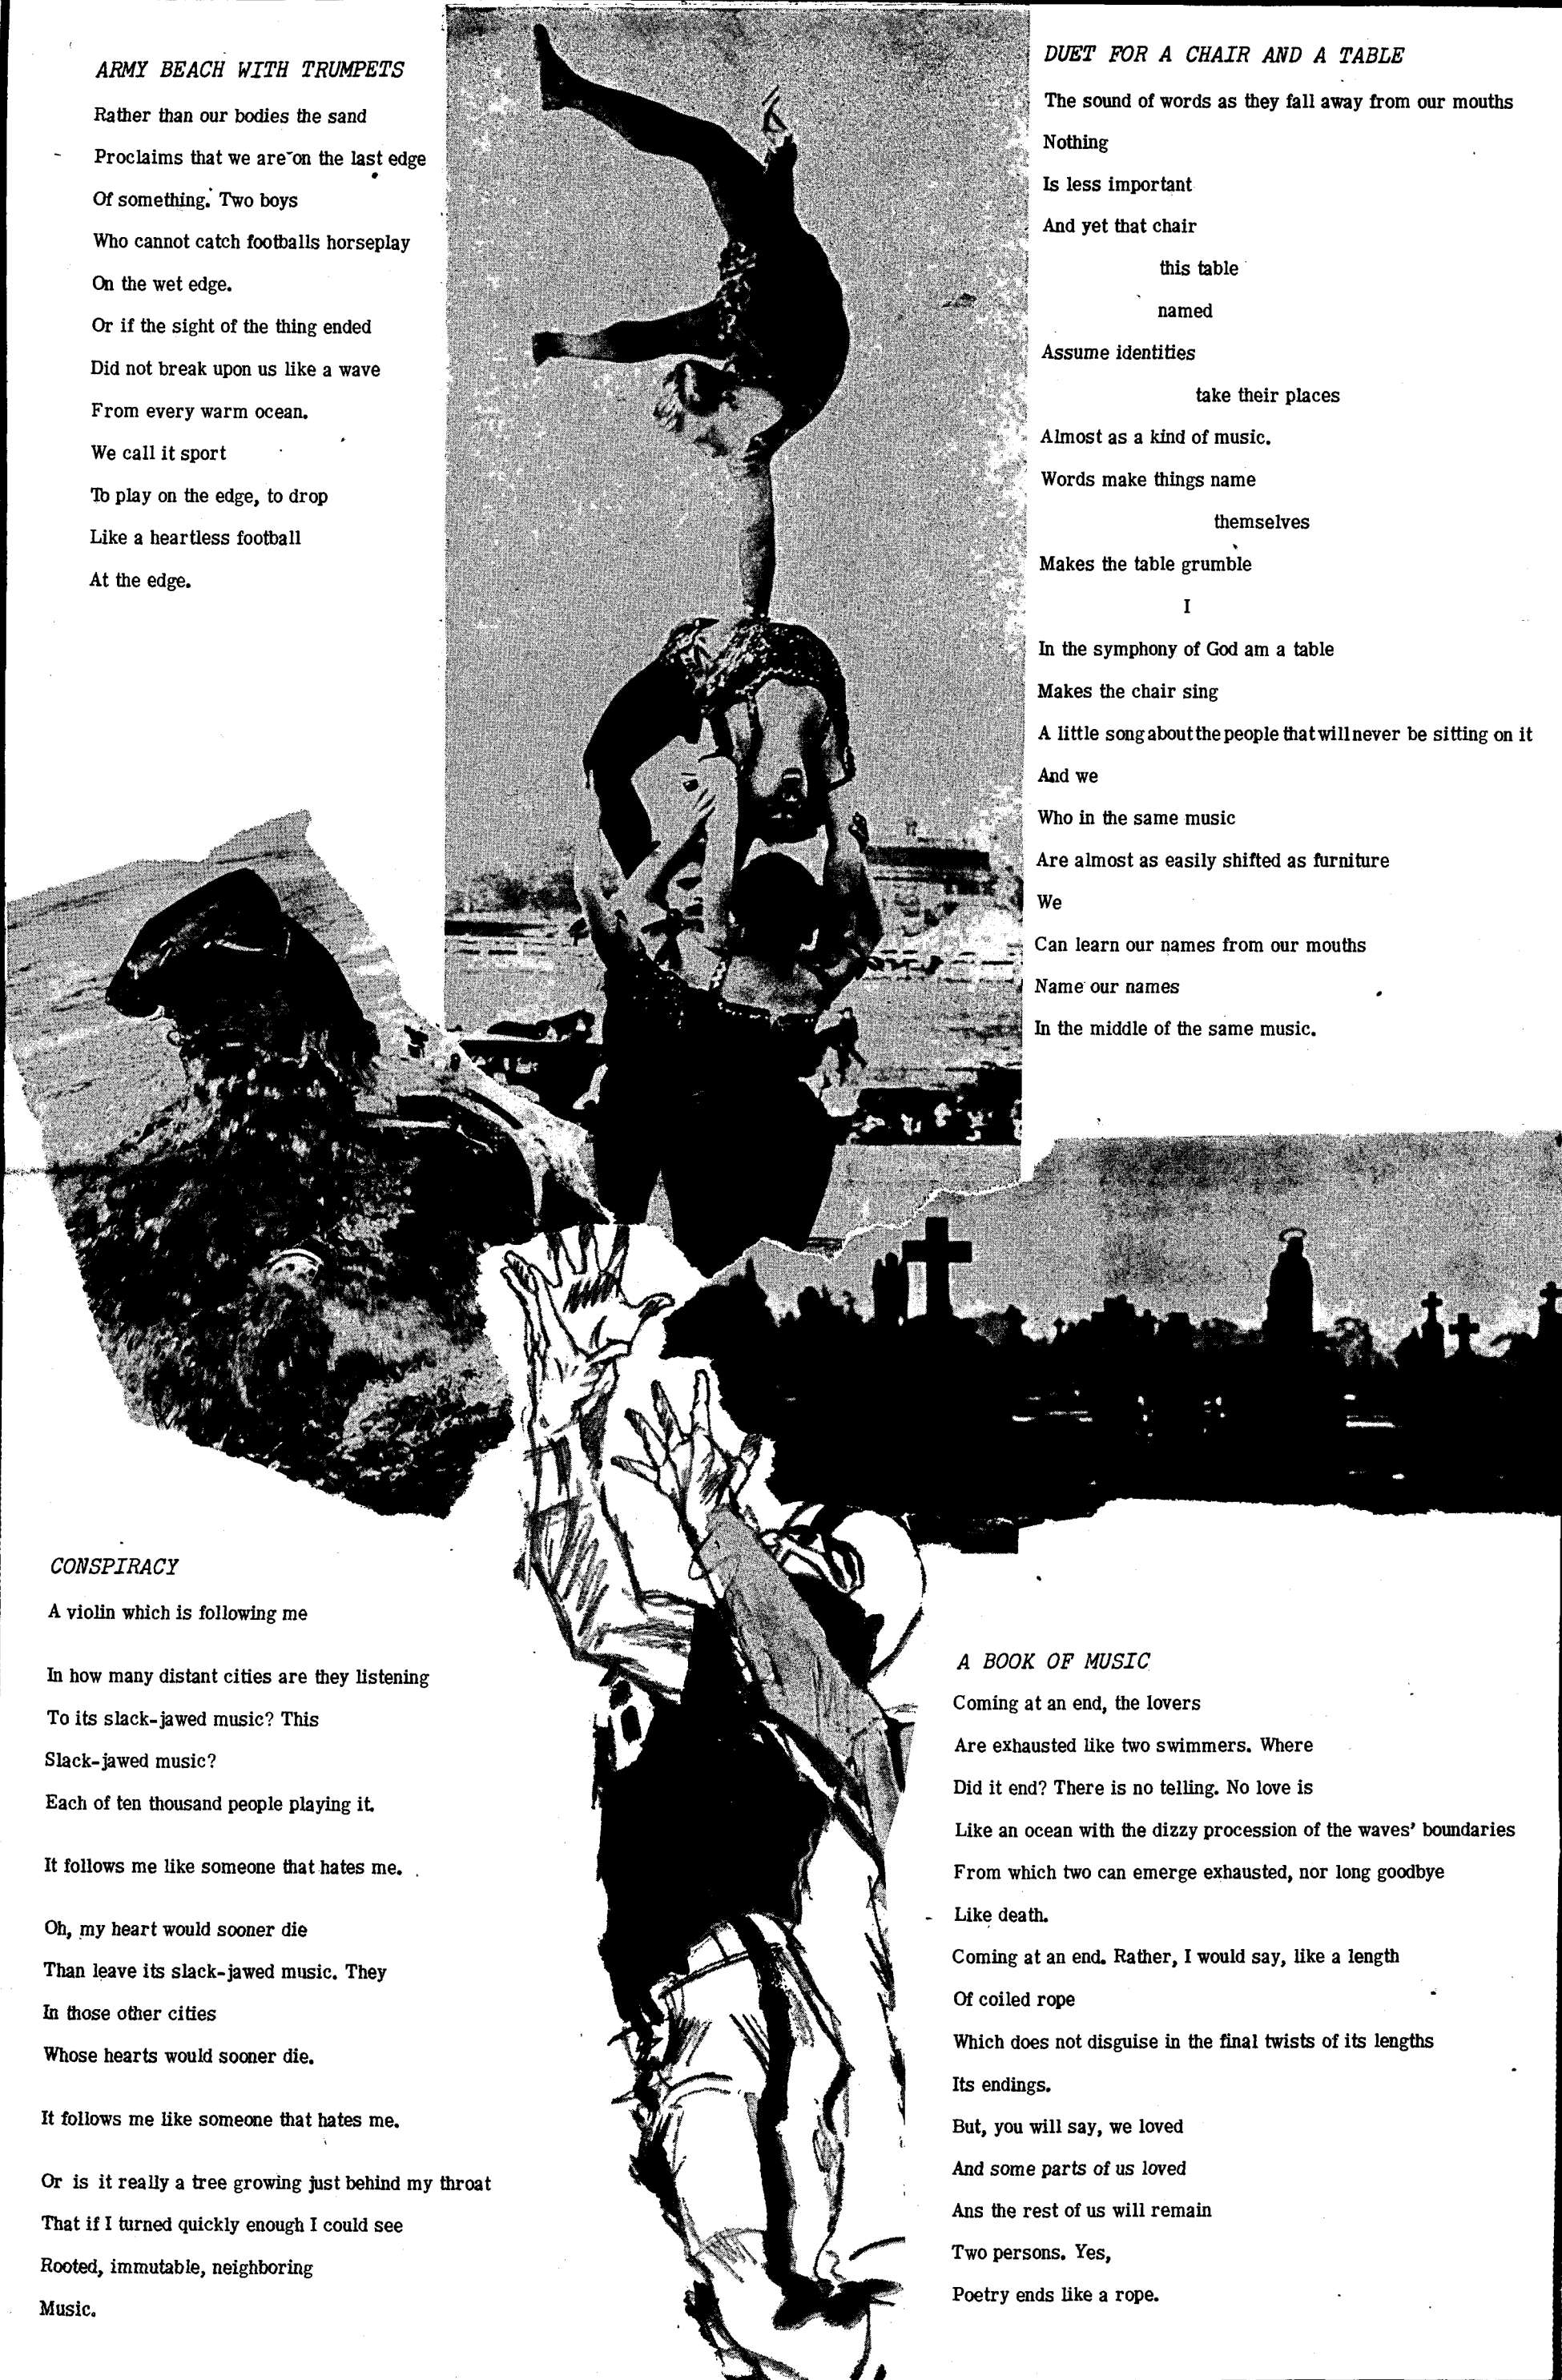 ARMY BEACH WITH TRUMPETS
Rather than our bodies the sand
Proclaims that we are on the last edge
Of something. Two boys
Who cannot catch footballs horseplay
On the wet edge.
Or if the sight of the thing ended
Did not break upon us like a wave
From every warm ocean.
We call it sport
To play on the edge, to drop
Like a heartless football
At the edge.
DUET FOR A CHAIR AND A TABLE
The sound of words as they fall away from our mouths
Nothing
Is less important
And yet that chair
this table
named
Assume identities
take their places
Almost as a kind of music.
Words make things name
themselves
Makes the table grumble
I
In the symphony of God am a table
Makes the chair sing
A little song about the people that will never be sitting on it
And we
Who in the same music
Are almost as easily shifted as furniture
We
Can learn our names from our mouths
Name our names
In the middle of the same music.
CONSPIRACY
A violin which is following me
In how many distant cities are they listening
To its slack-jawed music? This
Slack-jawed music?
Each of ten thousand people playing it.
It follows me like someone that hates me.
Oh, my heart would sooner die
Than leave its slack-jawed music. They
In those other cities
Whose hearts would sooner die.
It follows me like someone that hates me.
Or is it really a tree growing just behind my throat
That if I turned quickly enough I could see
Rooted, immutable, neighboring
Music.
A BOOK OF MUSIC
Coming at an end, the lovers
Are exhausted like two swimmers. Where
Did it end? There is no telling. No love is
Like an ocean with the dizzy procession of the waves' boundaries
From which two can emerge exhausted, nor long goodbye
Like death.
Coming at an end. Rather, I would say, like a length
Of coiled rope
Which does not disguise in the final twists of its lengths
Its endings.
But, you will say, we loved
And some parts of us loved
Ans the rest of us will remain
Two persons. Yes,
Poetry ends like a rope.